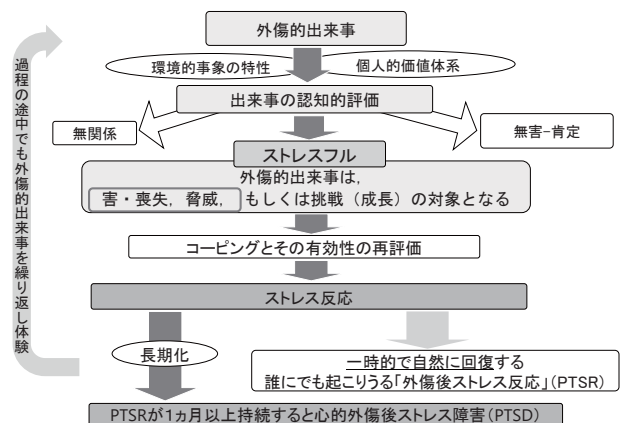 外傷的出来事
環境的事象の特性
個人的価値体系
出来事の認知的評価
無関係
無害-肯定
ストレスフル
外傷的出来事は,
害・喪失, 脅威, もしくは挑戦（成長）の対象となる
コーピングとその有効性の再評価
ストレス反応
長期化
一時的で自然に回復する
誰にでも起こりうる「外傷後ストレス反応」(PTSR)
PTSRが1ヵ月以上持続すると心的外傷後ストレス障害(PTSD)
過程の途中でも外傷的出来事を繰り返し体験